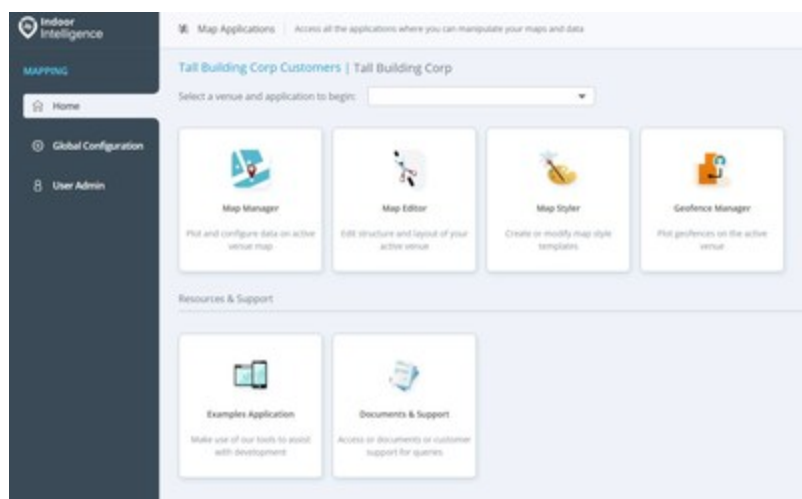 Indoor
Intelligence
Map Applications
Access all the applications where you can manipulate your maps and data
MAPPING
Home
Global Configuration
User Admin
Tall Building Corp Customers | Tall Building Corp
Select a venue and application to begin:
Map Manager
Plot and configure data on active
venue map
Map Editor
Edit structure and layout of your
active venue
Map Styler
Create or modify map style
templates
Geofence Manager
Plot geofences on the active
venue
Resources & Support
Examples Application
Make use of our tools to assist
with development
Documents & Support
Access or documents or customer
support for queries